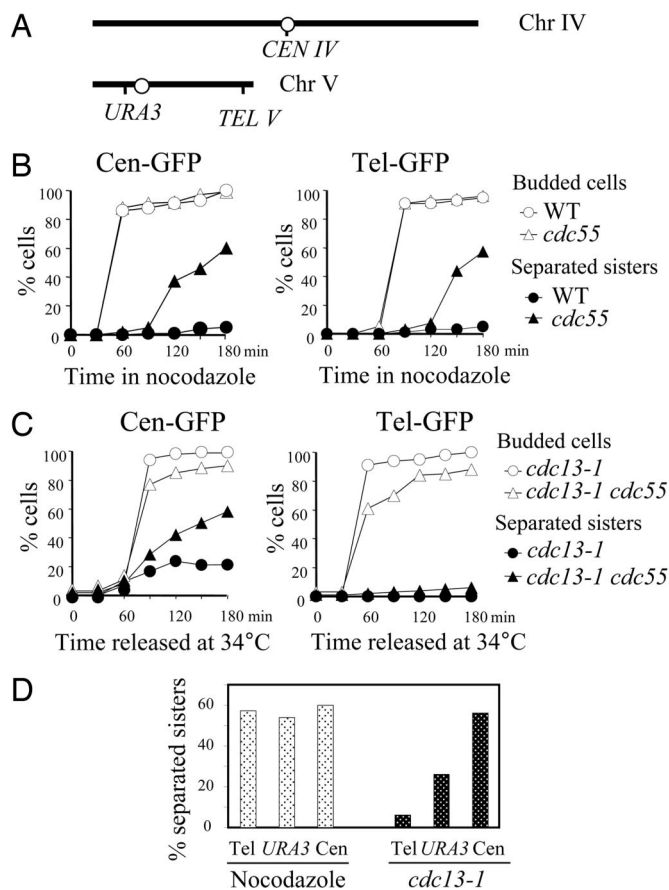 A
Chr IV
CEN IV
Chr V
URA3
TEL V
B
Cen-GFP
Tel-GFP
% cells
100
80
60
40
20
0
0
60
120
180 min
Time in nocodazole
% cells
100
80
60
40
20
0
0
60
120
180 min
Time in nocodazole
Budded cells
WT
cdc55
Separated sisters
WT
cdc55
C
Cen-GFP
Tel-GFP
% cells
100
80
60
40
20
0
0
60
120
180 min
Time released at 34°C
% cells
100
80
60
40
20
0
0
60
120
180 min
Time released at 34°C
Budded cells
cdc13-1
cdc13-1 cdc55
Separated sisters
cdc13-1
cdc13-1 cdc55
D
% separated sisters
60
20
0
Tel URA3 Cen
Tel URA3 Cen
Nocodazole
cdc13-1